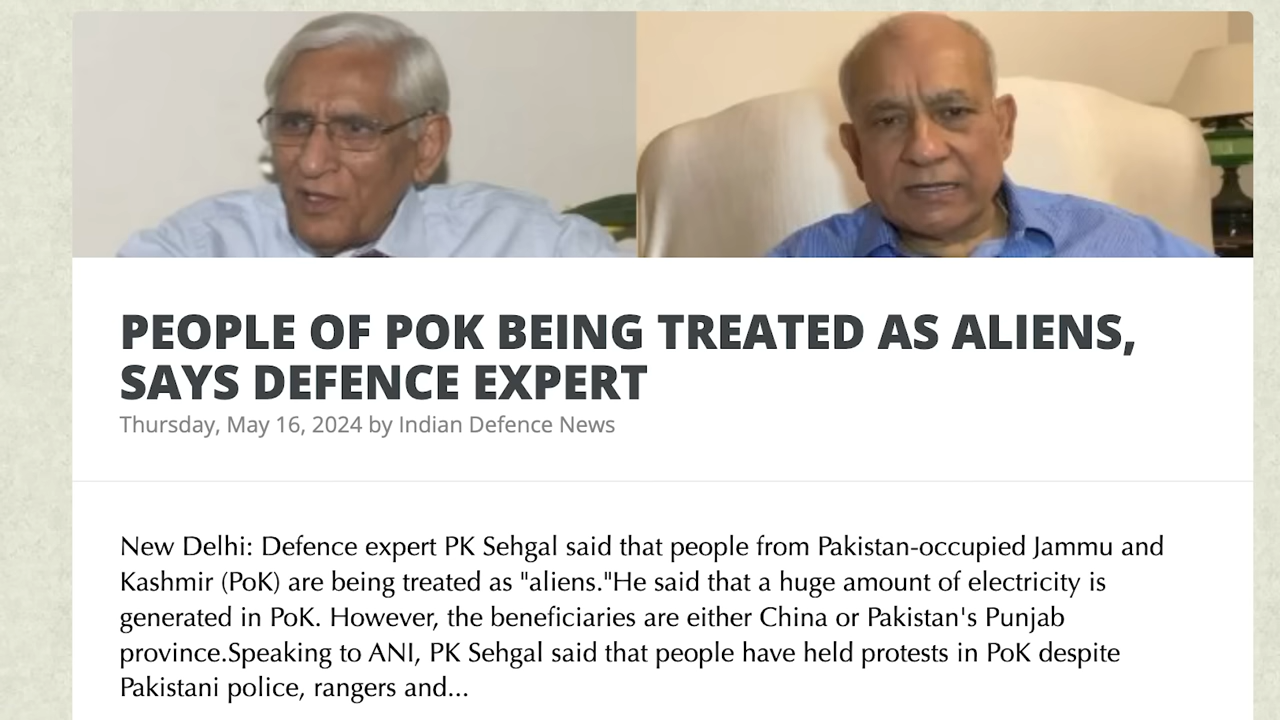 PEOPLE OF POK BEING TREATED AS ALIENS,
SAYS DEFENCE EXPERT
Thursday, May 16, 2024 by Indian Defence News
New Delhi: Defence expert PK Sehgal said that people from Pakistan-occupied Jammu and
Kashmir (PoK) are being treated as "aliens."He said that a huge amount of electricity is
generated in PoK. However, the beneficiaries are either China or Pakistan's Punjab
province.Speaking to ANI, PK Sehgal said that people have held protests in PoK despite
Pakistani police, rangers and...